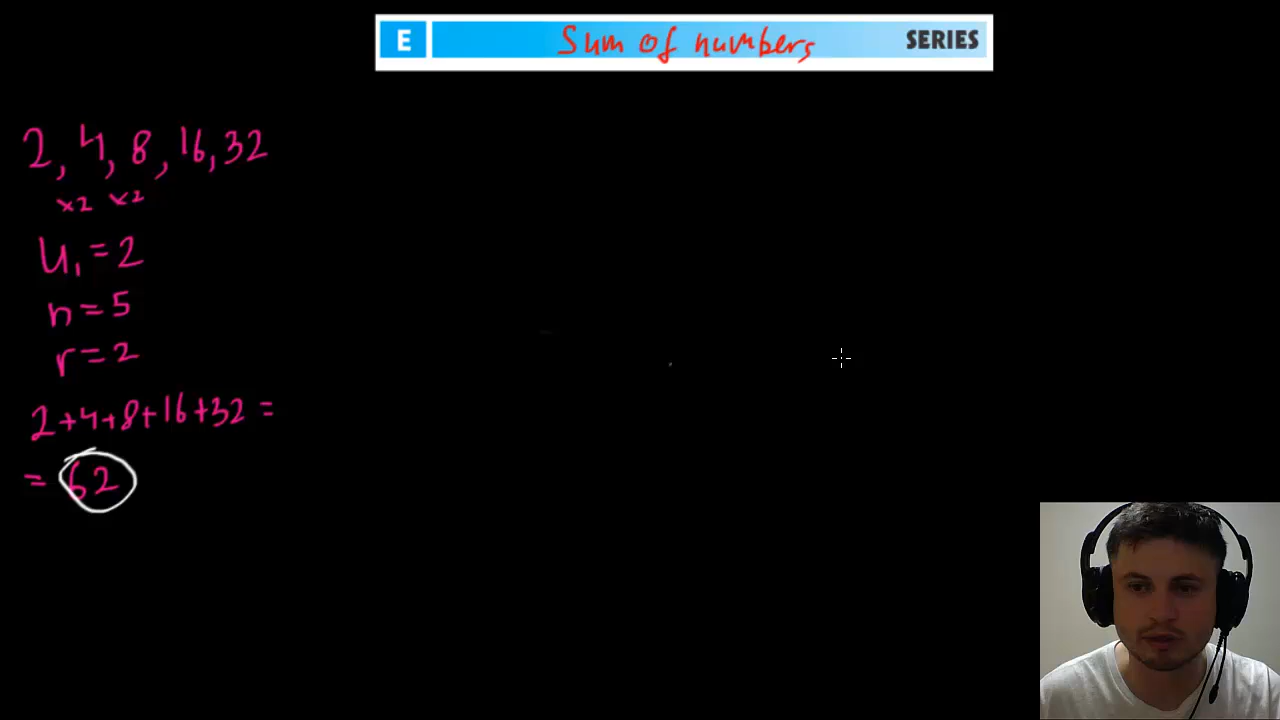 E Sum of numbers SERIES
2, 4, 8, 16, 32
×2 ×2
u₁ = 2
n = 5
r = 2
2+4+8+16+32 =
= 62